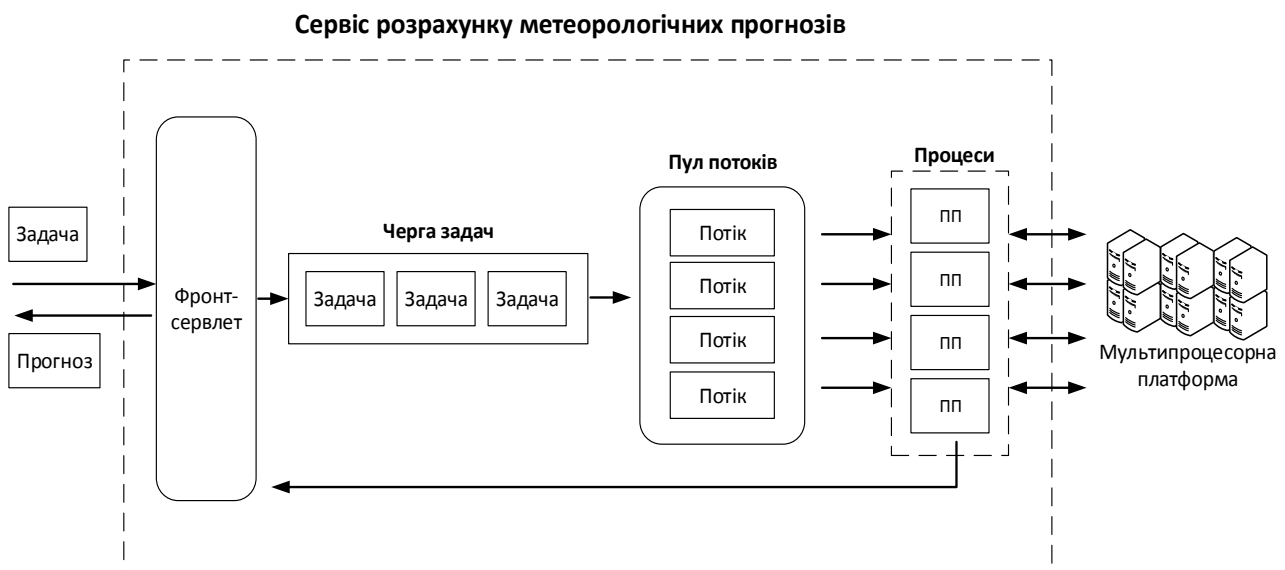 Сервіс розрахунку метеорологічних прогнозів
Задача
Прогноз
Фронт-
сервлет
Черга задач
Задача
Задача
Задача
Пул потоків
Потік
Потік
Потік
Потік
Процеси
ПП
ПП
ПП
ПП
Мультипроцесорна
платформа